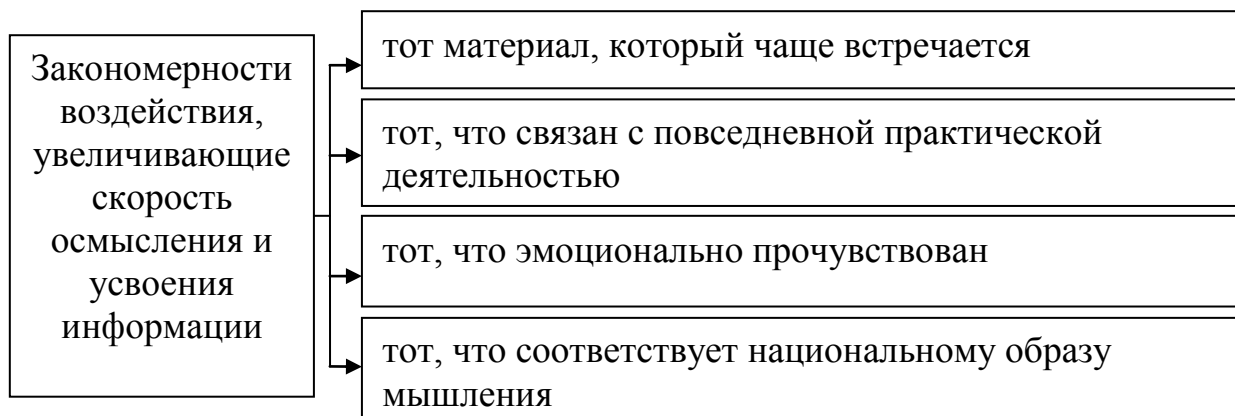 Закономерности
воздействия,
увеличивающие
скорость
осмысления и
усвоения
информации
тот материал, который чаще встречается
тот, что связан с повседневной практической
деятельностью
тот, что эмоционально прочувствован
тот, что соответствует национальному образу
мышления